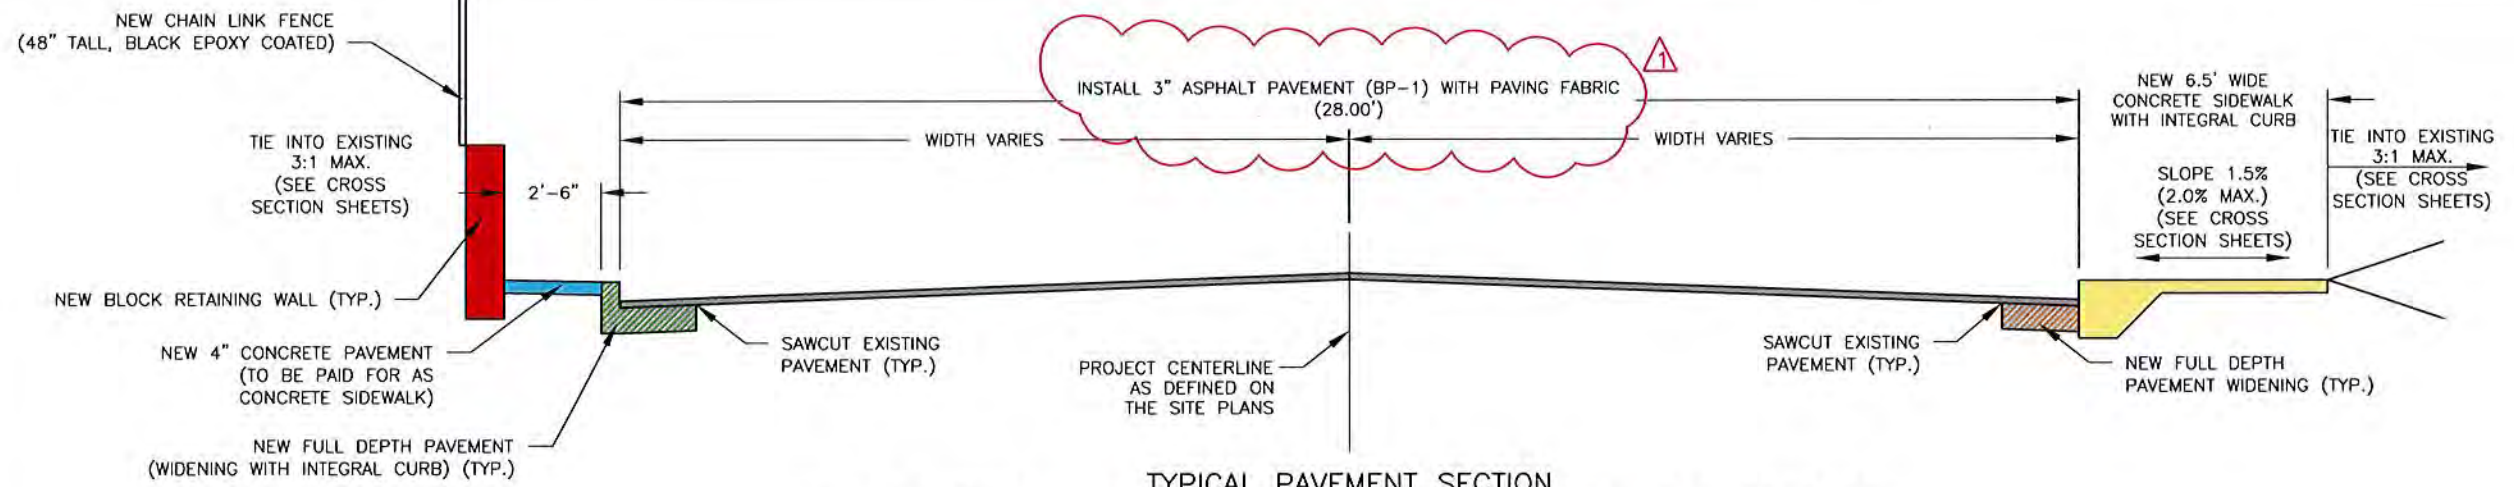 NEW CHAIN LINK FENCE
(48" TALL, BLACK EPOXY COATED)
TIE INTO EXISTING
3:1 MAX.
(SEE CROSS
SECTION SHEETS)
2'-6"
NEW BLOCK RETAINING WALL (TYP.)
NEW 4" CONCRETE PAVEMENT
(TO BE PAID FOR AS
CONCRETE SIDEWALK)
NEW FULL DEPTH PAVEMENT
(WIDENING WITH INTEGRAL CURB) (TYP.)
INSTALL 3" ASPHALT PAVEMENT (BP-1) WITH PAVING FABRIC
(28.00')
1
WIDTH VARIES
WIDTH VARIES
SAWCUT EXISTING
PAVEMENT (TYP.)
PROJECT CENTERLINE
AS DEFINED ON
THE SITE PLANS
SAWCUT EXISTING
PAVEMENT (TYP.)
NEW FULL DEPTH
PAVEMENT WIDENING (TYP.)
NEW 6.5' WIDE
CONCRETE SIDEWALK
WITH INTEGRAL CURB
SLOPE 1.5%
(2.0% MAX.)
(SEE CROSS
SECTION SHEETS)
TIE INTO EXISTING
3:1 MAX.
(SEE CROSS
SECTION SHEETS)
TYPICAL PAVEMENT SECTION